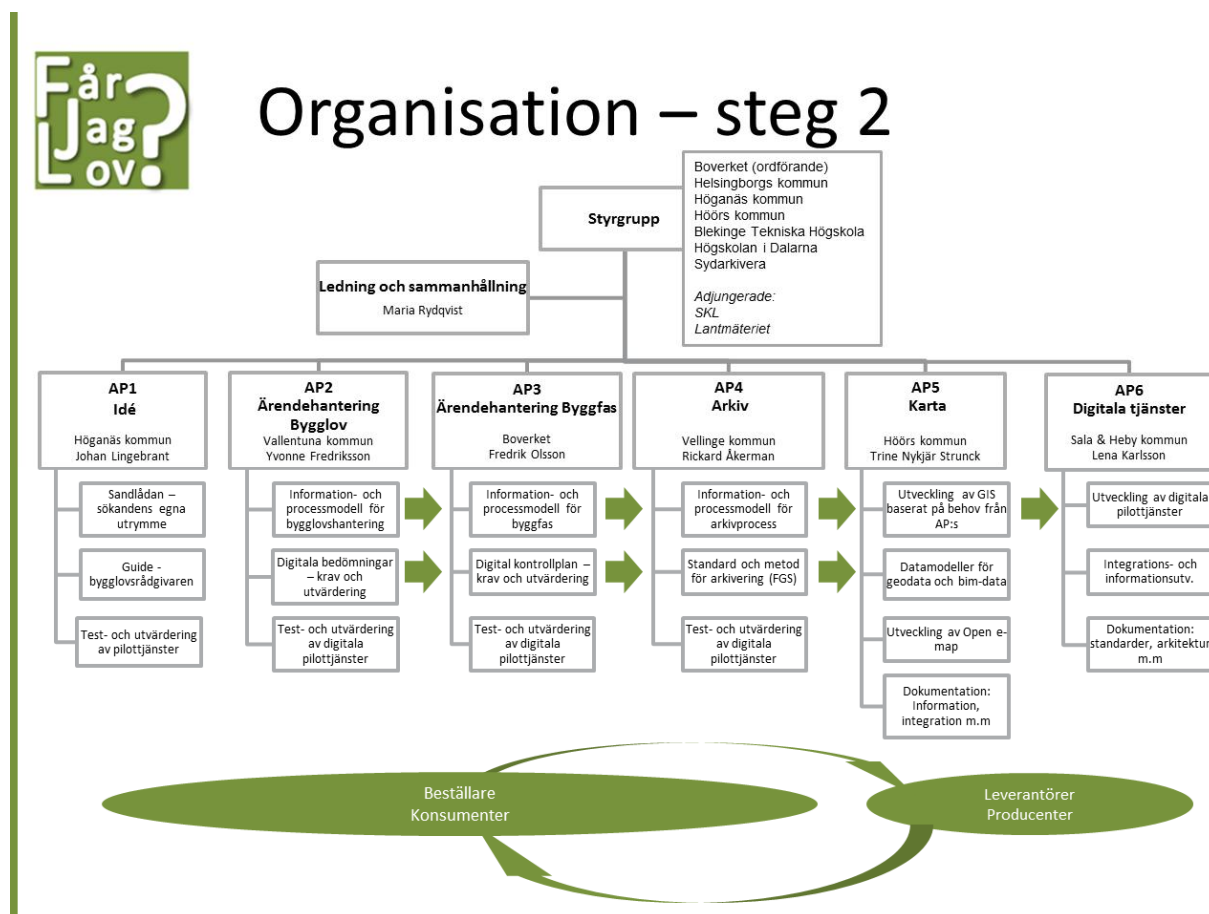 Får
Jag
Lov?
Organisation – steg 2
Styrgrupp
Boverket (ordförande)
Helsingborgs kommun
Höganäs kommun
Höörs kommun
Blekinge Tekniska Högskola
Högskolan i Dalarna
Sydarkivera
Adjungerade:
SKL
Lantmäteriet
Ledning och sammanhållning
Maria Rydqvist
AP1
Idé
Höganäs kommun
Johan Lingebrant
Sandlådan –
sökandens egna
utrymme
Guide -
bygglovsrådgivaren
Test- och utvärdering
av pilottjänster
AP2
Ärendehantering
Bygglov
Vallentuna kommun
Yvonne Fredriksson
Information- och
processmodell för
bygglovshantering
Digitala bedömningar
– krav och
utvärdering
Test- och utvärdering
av digitala
pilottjänster
AP3
Ärendehantering Byggfas
Boverket
Fredrik Olsson
Information- och
processmodell för
byggfas
Digital kontrollplan –
krav och utvärdering
Test- och utvärdering
av digitala
pilottjänster
AP4
Arkiv
Vellinge kommun
Rickard Åkerman
Information- och
processmodell för
arkivprocess
Standard och metod
för arkivering (FGS)
Test- och utvärdering
av digitala
pilottjänster
AP5
Karta
Höörs kommun
Trine Nykjär Strunck
Utveckling av GIS
baserat på behov från
AP:s
Datamodeller för
geodata och bim-data
Utveckling av Open e-
map
Dokumentation:
Information,
integration m.m
AP6
Digitala tjänster
Sala & Heby kommun
Lena Karlsson
Utveckling av digitala
pilottjänster
Integrations- och
informationsutv.
Dokumentation:
standarder, arkitektur
m.m
Beställare
Konsumenter
Leverantörer
Producenter